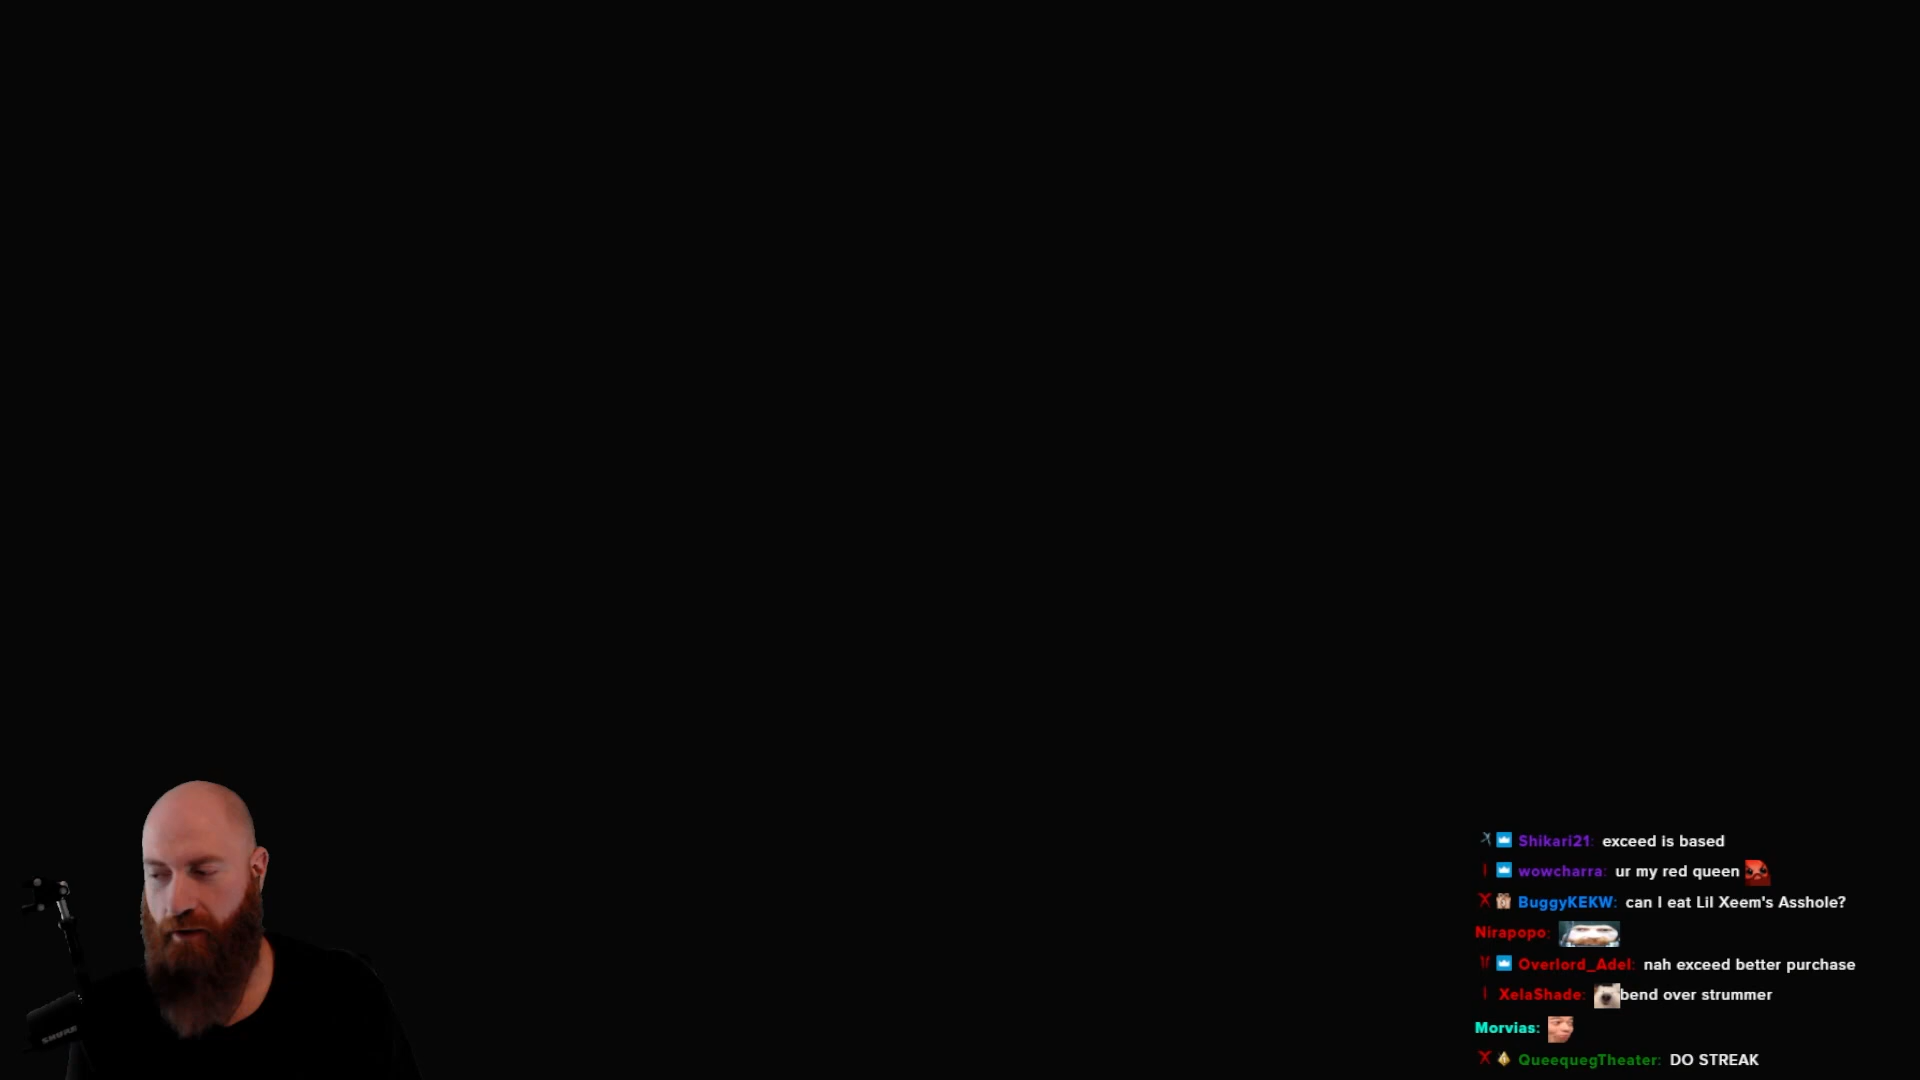 Shikari21: exceed is based
wowcharra: ur my red queen
BuggyKEKW: can I eat Lil Xeem's Asshole?
Nirapopo:
Overlord_Adel: nah exceed better purchase
XelaShade: bend over strummer
Morvias:
QueequegTheater: DO STREAK
SHURE